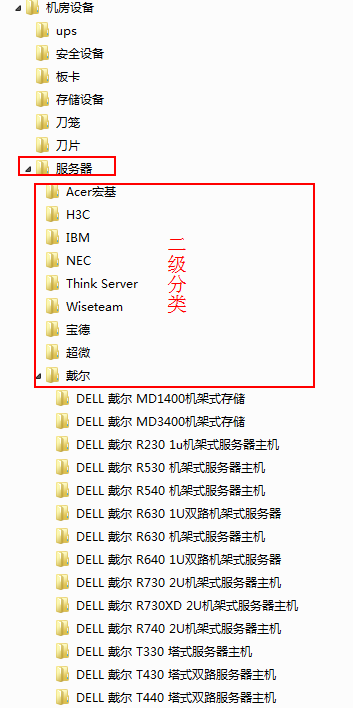 机房设备
ups
安全设备
板卡
存储设备
刀笼
刀片
服务器
Acer宏基
H3C
IBM
NEC
Think Server
Wiseteam
宝德
超微
戴尔
二级分类
DELL 戴尔 MD1400机架式存储
DELL 戴尔 MD3400机架式存储
DELL 戴尔 R230 1u机架式服务器主机
DELL 戴尔 R530 机架式服务器主机
DELL 戴尔 R540 机架式服务器主机
DELL 戴尔 R630 1U双路机架式服务器
DELL 戴尔 R630 机架式服务器主机
DELL 戴尔 R640 1U双路机架式服务器
DELL 戴尔 R730 2U机架式服务器主机
DELL 戴尔 R730XD 2U机架式服务器主机
DELL 戴尔 R740 2U机架式服务器主机
DELL 戴尔 T330 塔式服务器主机
DELL 戴尔 T430 塔式双路服务器主机
DELL 戴尔 T440 塔式双路服务器主机